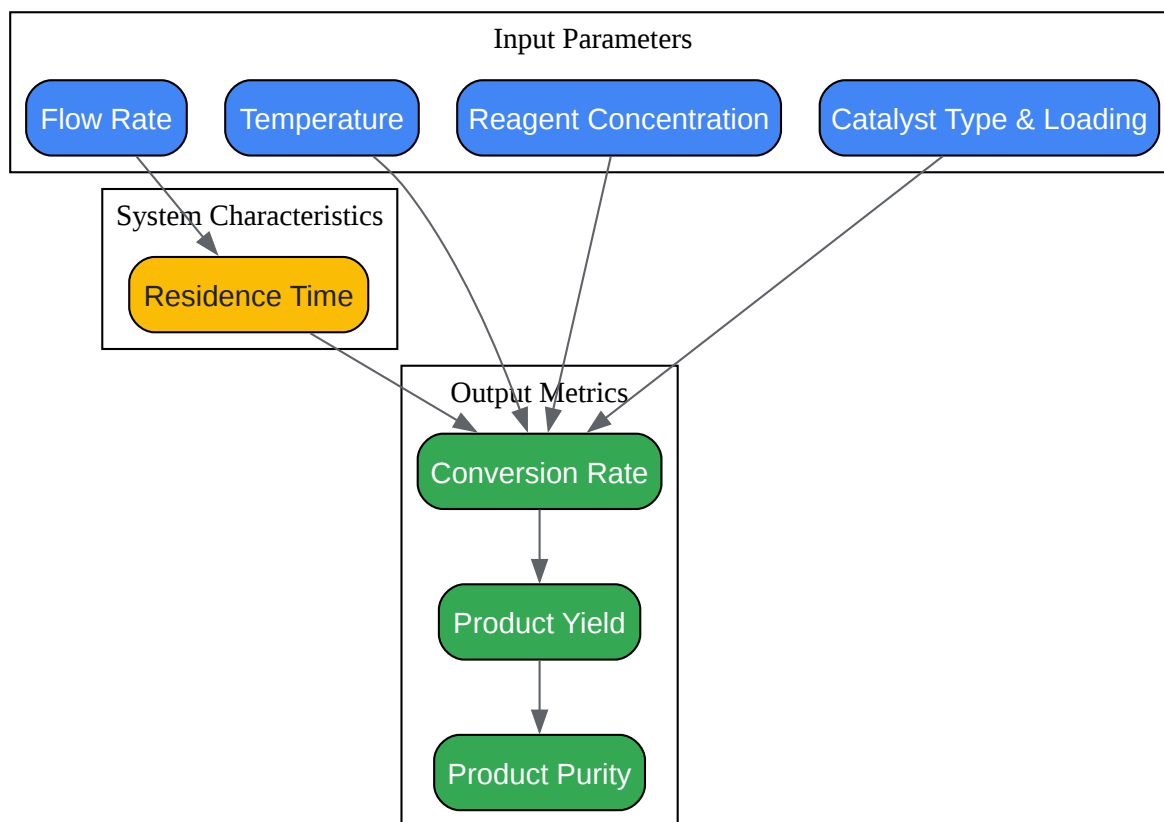 Input Parameters
Flow Rate
Temperature
Reagent Concentration
Catalyst Type & Loading
System Characteristics
Residence Time
Output Metrics
Conversion Rate
Product Yield
Product Purity